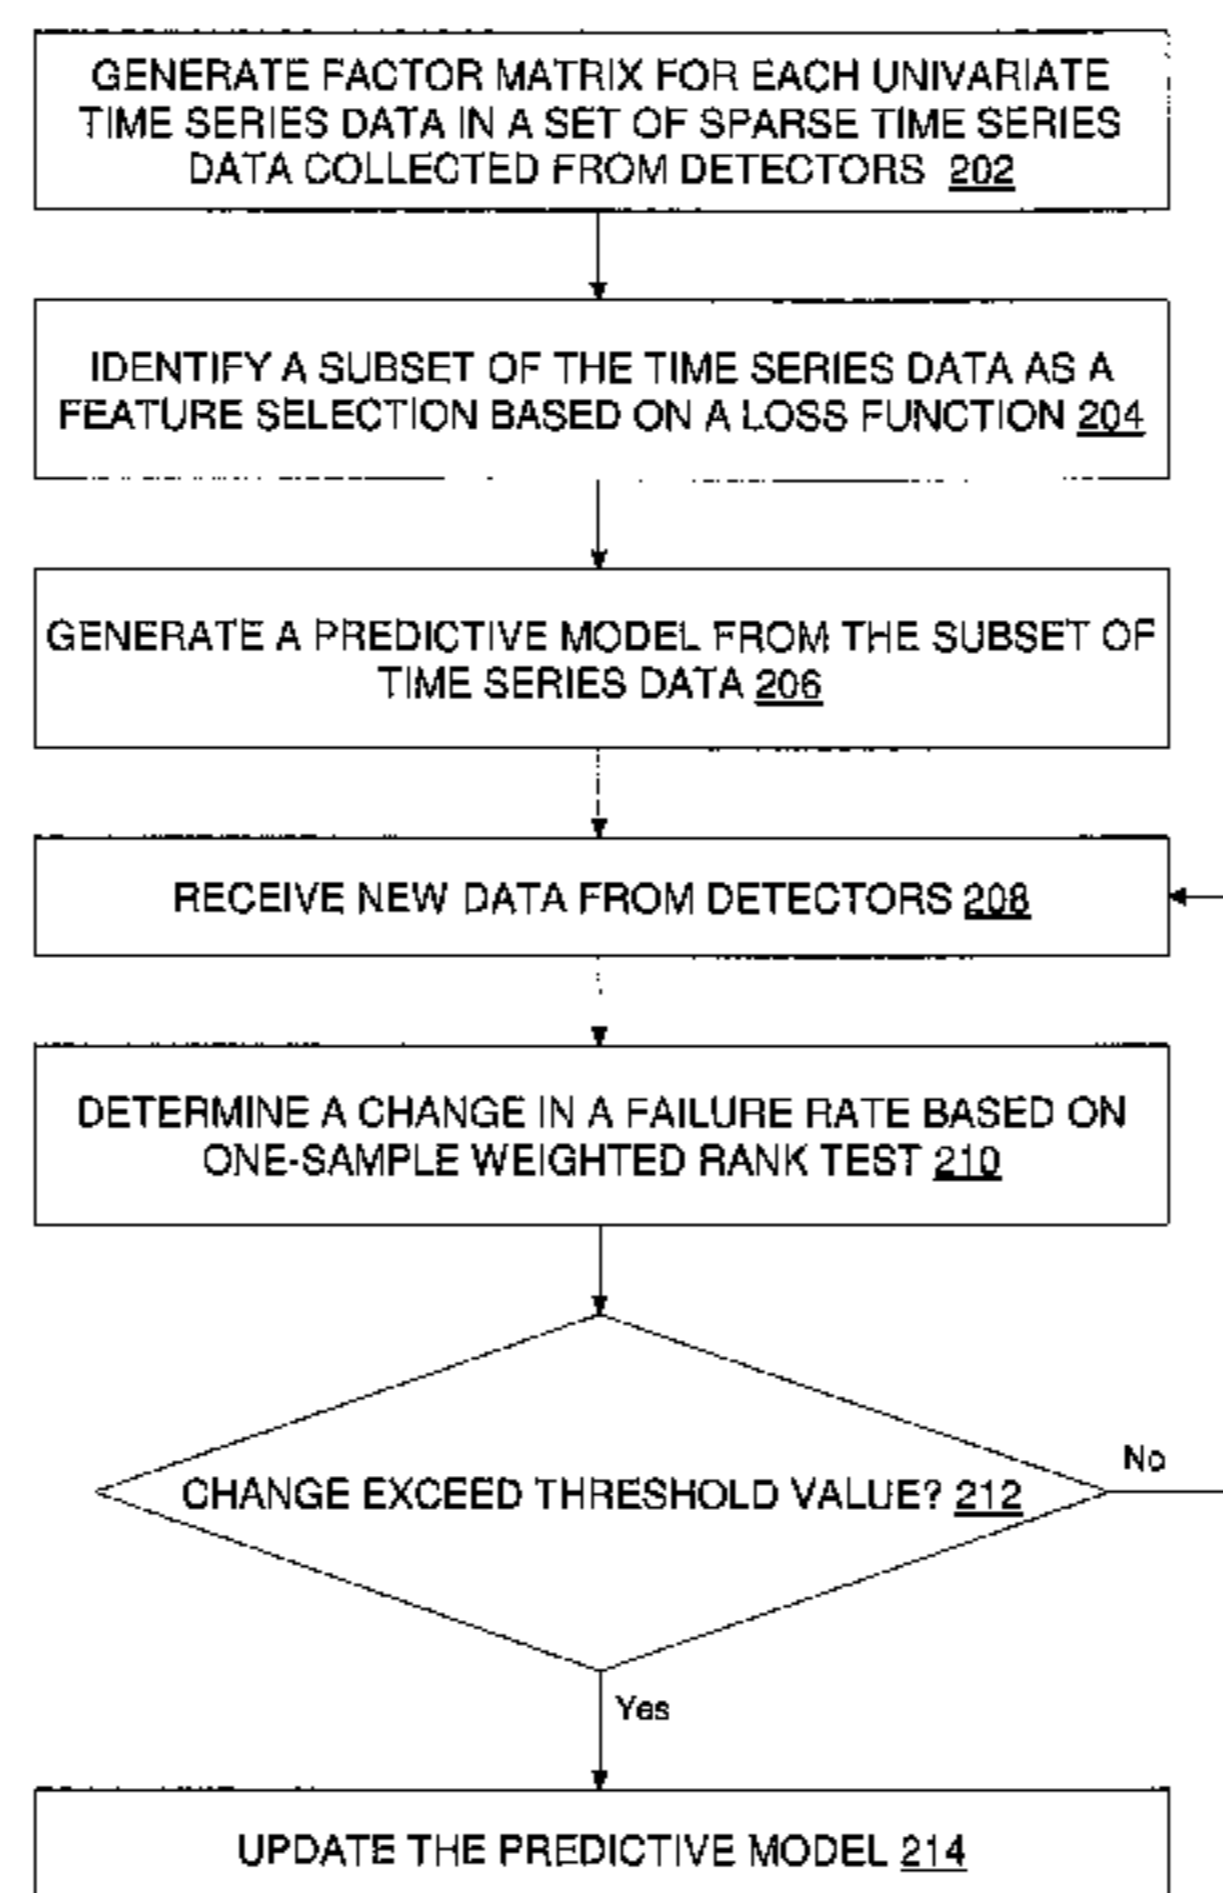 GENERATE FACTOR MATRIX FOR EACH UNIVARIATE
TIME SERIES DATA IN A SET OF SPARSE TIME SERIES
DATA COLLECTED FROM DETECTORS 202
IDENTIFY A SUBSET OF THE TIME SERIES DATA AS A
FEATURE SELECTION BASED ON A LOSS FUNCTION 204
GENERATE A PREDICTIVE MODEL FROM THE SUBSET OF
TIME SERIES DATA 206
RECEIVE NEW DATA FROM DETECTORS 208
DETERMINE A CHANGE IN A FAILURE RATE BASED ON
ONE-SAMPLE WEIGHTED RANK TEST 210
No
CHANGE EXCEED THRESHOLD VALUE? 212
Yes
UPDATE THE PREDICTIVE MODEL 214